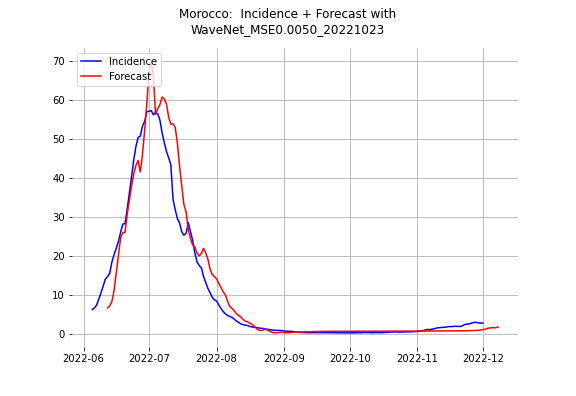 Morocco:  Incidence + Forecast with
WaveNet_MSE0.0050_20221023
Incidence
Forecast
70
60
50
40
30
20
10
0
2022-06 2022-07 2022-08 2022-09 2022-10 2022-11 2022-12